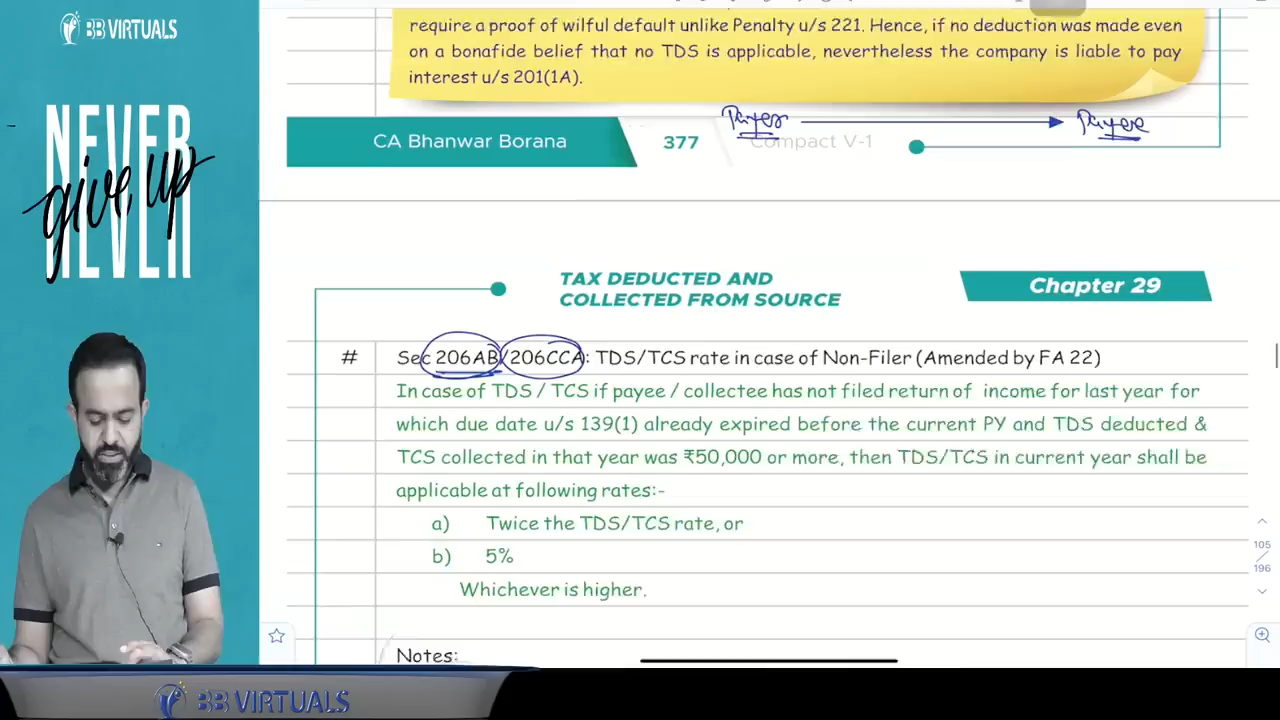 BB VIRTUALS
NEVER
give up
NEVER
require a proof of wilful default unlike Penalty u/s 221. Hence, if no deduction was made even
on a bonafide belief that no TDS is applicable, nevertheless the company is liable to pay
interest u/s 201(1A).
Payer
Payee
CA Bhanwar Borana
377
Compact V-1
TAX DEDUCTED AND
COLLECTED FROM SOURCE
Chapter 29
# Sec 206AB/206CCA: TDS/TCS rate in case of Non-Filer (Amended by FA 22)
In case of TDS / TCS if payee / collectee has not filed return of income for last year for
which due date u/s 139(1) already expired before the current PY and TDS deducted &
TCS collected in that year was ₹50,000 or more, then TDS/TCS in current year shall be
applicable at following rates:-
a) Twice the TDS/TCS rate, or
b) 5%
Whichever is higher.
Notes:
105
196
BB VIRTUALS